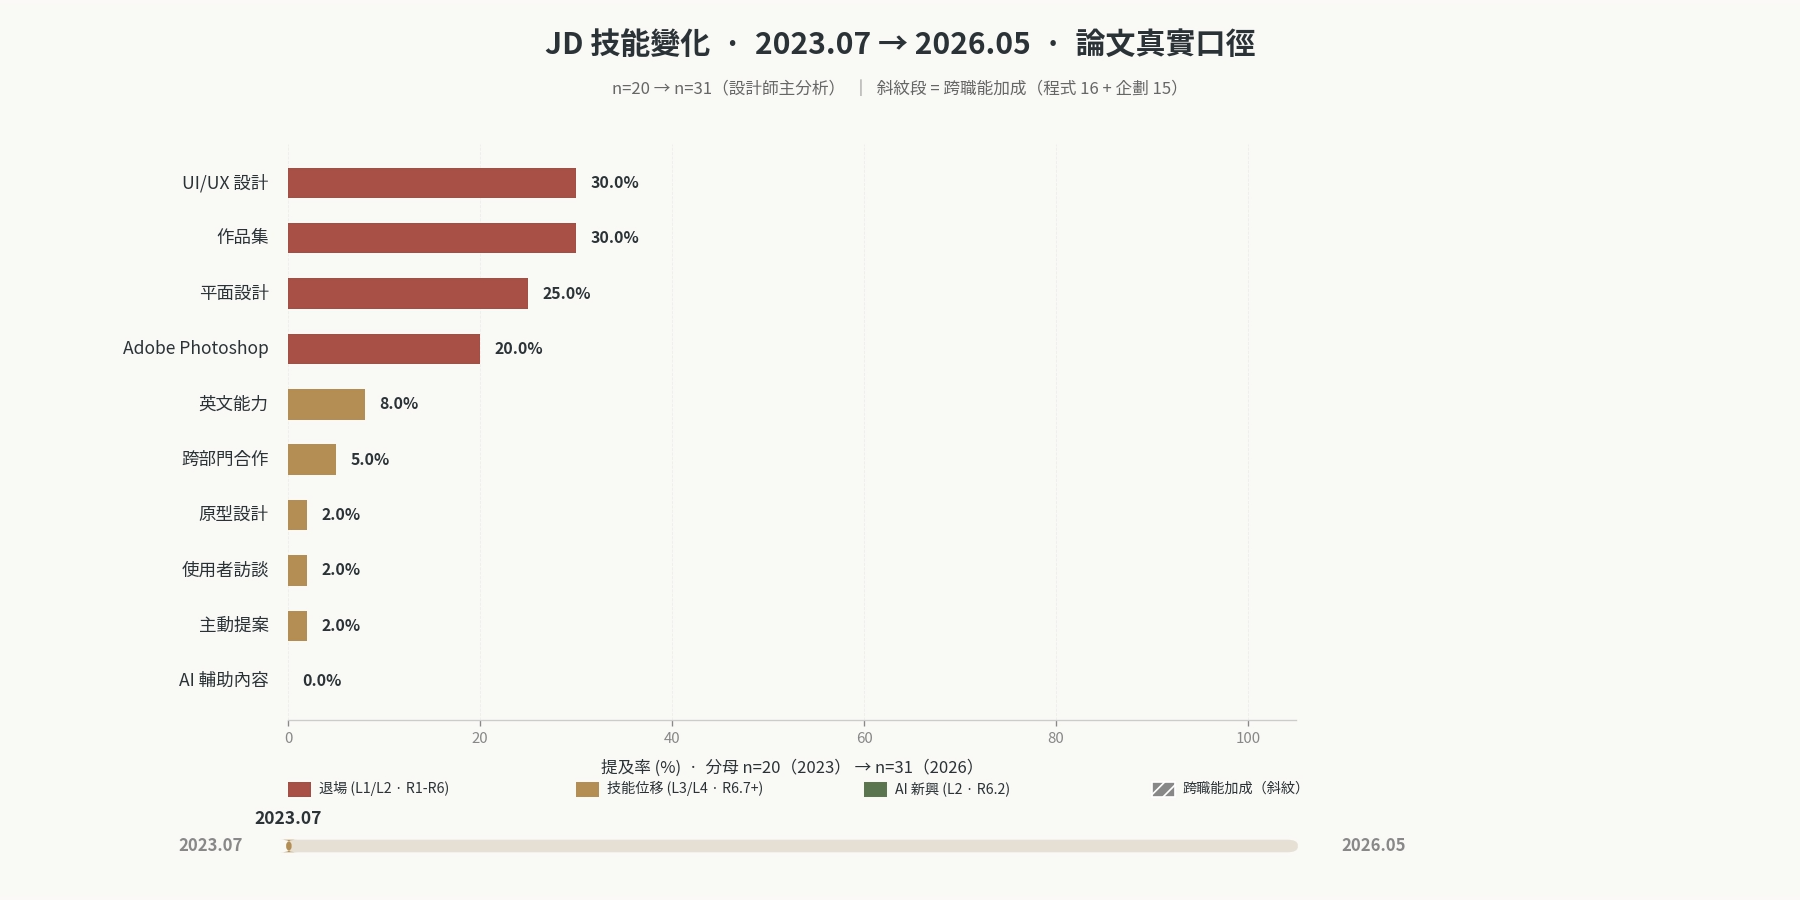 JD 技能變化 · 2023.07 → 2026.05 · 論文真實口徑
n=20 → n=31（設計師主分析） ｜ 斜紋段 = 跨職能加成（程式 16 + 企劃 15）
UI/UX 設計 30.0%
作品集 30.0%
平面設計 25.0%
Adobe Photoshop 20.0%
英文能力 8.0%
跨部門合作 5.0%
原型設計 2.0%
使用者訪談 2.0%
主動提案 2.0%
AI 輔助內容 0.0%
0 20 40 60 80 100
提及率 (%) · 分母 n=20（2023） → n=31（2026）
退場 (L1/L2 · R1-R6) 技能位移 (L3/L4 · R6.7+) AI 新興 (L2 · R6.2) 跨職能加成（斜紋）
2023.07
2023.07 2026.05